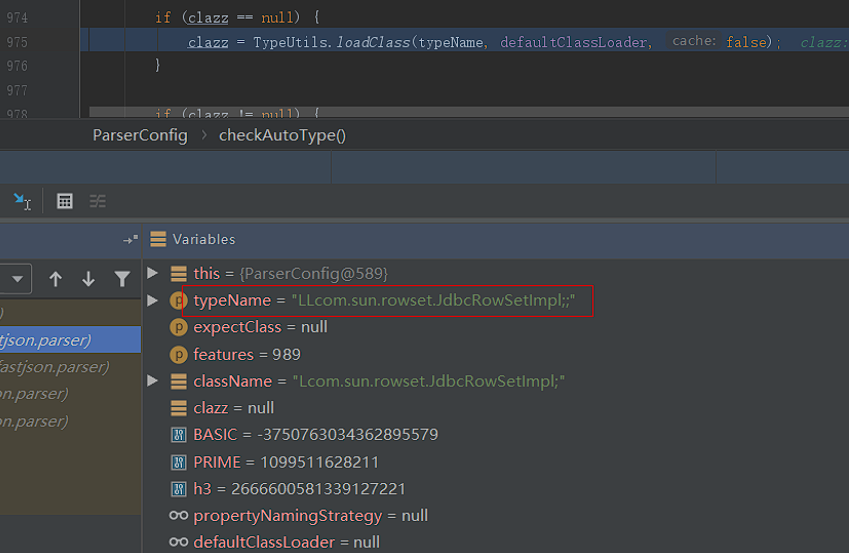 974 if (clazz == null) {
975 clazz = TypeUtils.loadClass(typeName, defaultClassLoader, cache: false); clazz:
976 }
977
978 if (clazz != null) {
ParserConfig › checkAutoType()
Variables
this = {ParserConfig@589}
)
typeName = "LLcom.sun.rowset.JdbcRowSetImpl;;"
expectClass = null
tjson.parser)
features = 989
fastjson.parser)
className = "Lcom.sun.rowset.JdbcRowSetImpl;"
on.parser)
clazz = null
on.parser)
BASIC = -3750763034362895579
PRIME = 1099511628211
h3 = 2666600581339127221
propertyNamingStrategy = null
defaultClassLoader = null